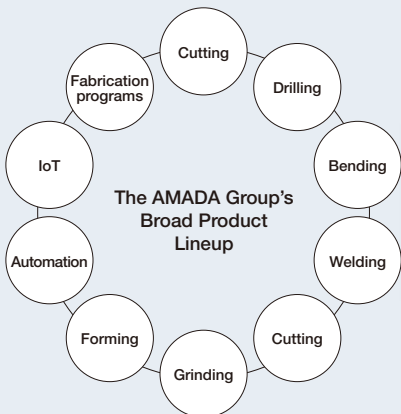 Cutting
Drilling
Bending
Welding
Cutting
Grinding
Forming
Automation
IoT
Fabrication
programs
The AMADA Group's
Broad Product
Lineup